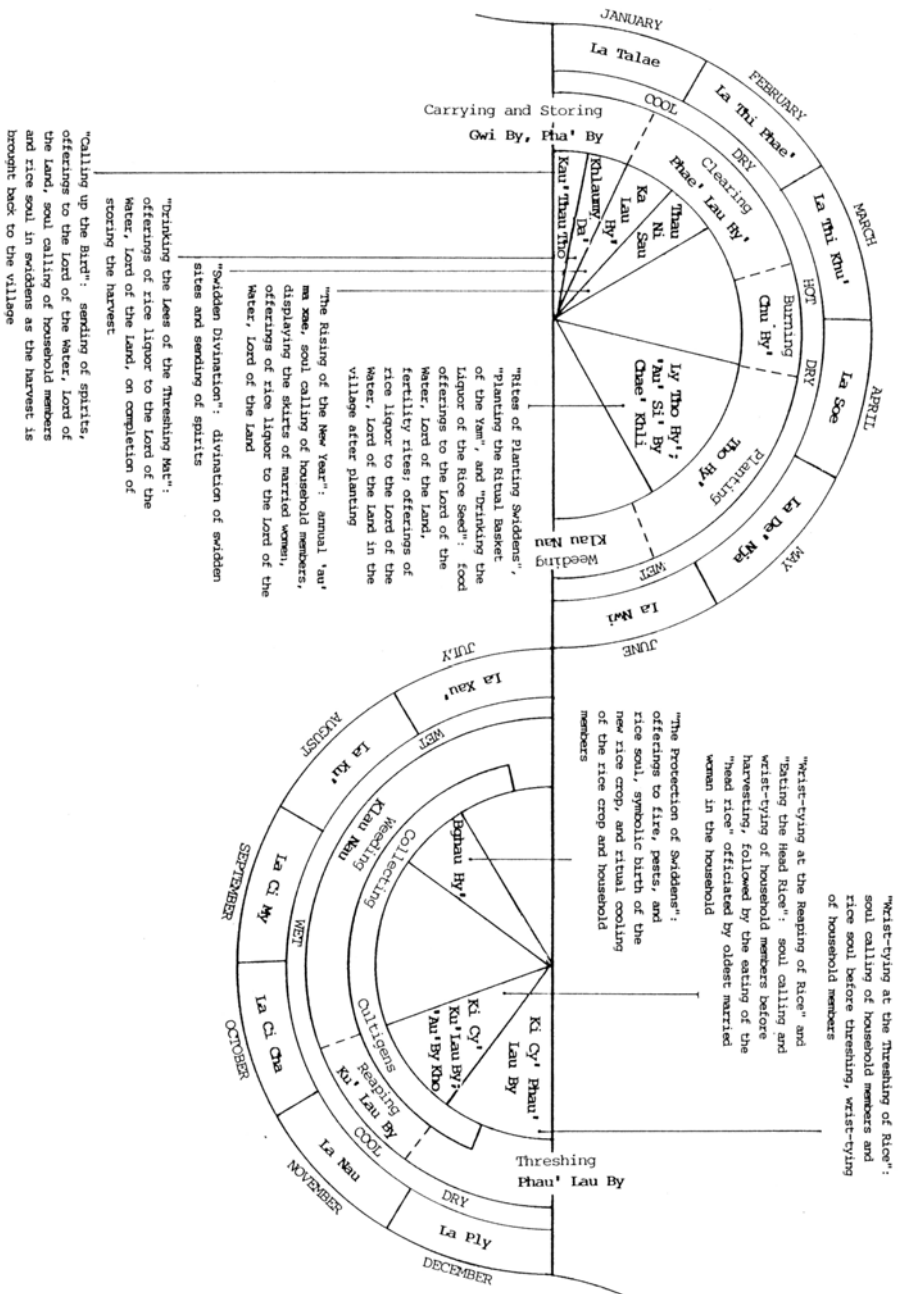 JANUARY
FEBRUARY
MARCH
APRIL
MAY
JUNE
La Talae
La Thi Phae'
La Thi Khu'
La Soe
La De' Nja
La Nwi
COOL
DRY
HOT
DRY
WET
Carrying and Storing
Gwi By, Pha' By
Clearing
Phae' Lau Hy'
Burning
Chu Hy'
Planting
Tho Hy'
Weeding
Klau Nau
Kau' Thau Tho
Khlaumy
Da'
Ka
Lau
Hy'
Thau
Ni
Sau
Ly Tho Hy';
'Au' Si' By
Chae' Khli
"Calling up the Bird": sending of spirits,
offerings to the Lord of the Water, Lord of
the Land, soul calling of household members
and rice soul in swiddens as the harvest is
brought back to the village
"Drinking the Lees of the Threshing Mat":
offerings of rice liquor to the Lord of the
Water, Lord of the Land, on completion of
storing the harvest
"Swidden Divination": divination of swidden
sites and sending of spirits
"The Rising of the New Year": annual 'au'
ma xae, soul calling of household members,
displaying the skirts of married women,
offerings of rice liquor to the Lord of the
Water, Lord of the Land
"Rites of Planting Swiddens",
"Planting the Ritual Basket
of the Yam", and "Drinking the
Liquor of the Rice Seed": food
offerings to the Lord of the
Water, Lord of the Land,
fertility rites; offerings of
rice liquor to the Lord of the
Water, Lord of the Land in the
village after planting
JULY
AUGUST
SEPTEMBER
OCTOBER
NOVEMBER
DECEMBER
La Xau'
La Ku'
La Ci My
La Ci Cha
La Nau
La Ply
WET
WET
COOL
DRY
Weeding
Klau Nau
Collecting
Cultigens
Reaping
Ku' Lau By
Threshing
Phau' Lau By
Bghau Hy'
Ki Cy'
Ku' Lau By;
'Au' By Kho
Ki Cy' Phau'
Lau By
"The Protection of Swiddens":
offerings to fire, pests, and
rice soul, symbolic birth of the
new rice crop, and ritual cooling
of the rice crop and household
members
"Wrist-tying at the Reaping of Rice" and
"Eating the Head Rice": soul calling and
wrist-tying of household members before
harvesting, followed by the eating of the
"head rice" officiated by oldest married
woman in the household
"Wrist-tying at the Threshing of Rice":
soul calling of household members and
rice soul before threshing, wrist-tying
of household members